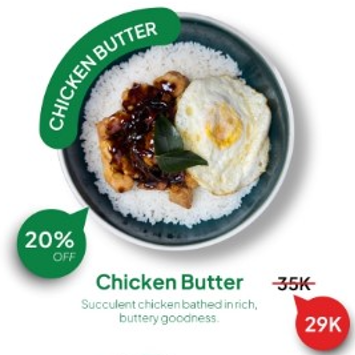 CHICKEN BUTTER
20%
OFF
Chicken Butter
35K
Succulent chicken bathed in rich,
buttery goodness.
29K